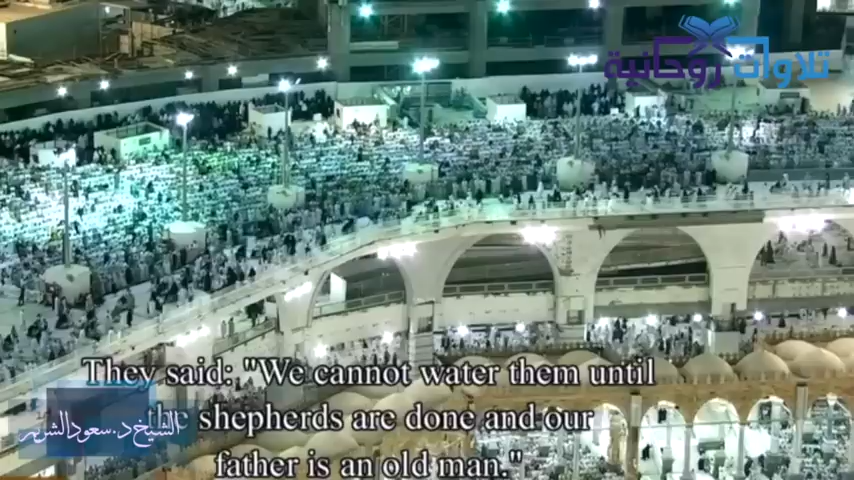 تلاوات روحانية
They said: "We cannot water them until
the shepherds are done and our
father is an old man."
الشيخ د. سعود الشريم